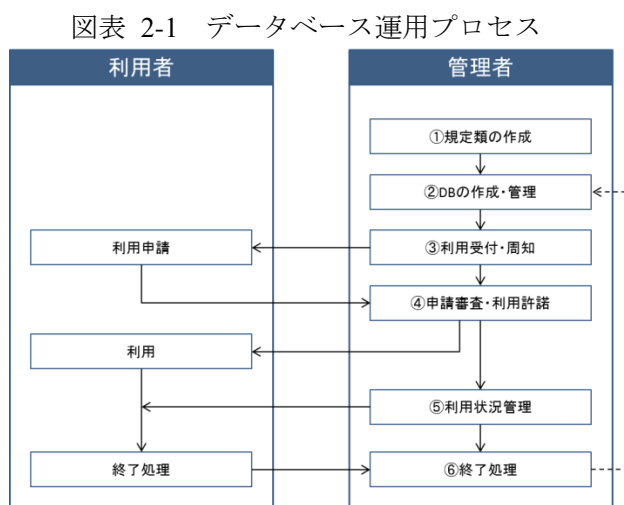 図表 2-1 データベース運用プロセス
利用者
管理者
①規定類の作成
②DBの作成・管理
利用申請
③利用受付・周知
④申請審査・利用許諾
利用
⑤利用状況管理
終了処理
⑥終了処理